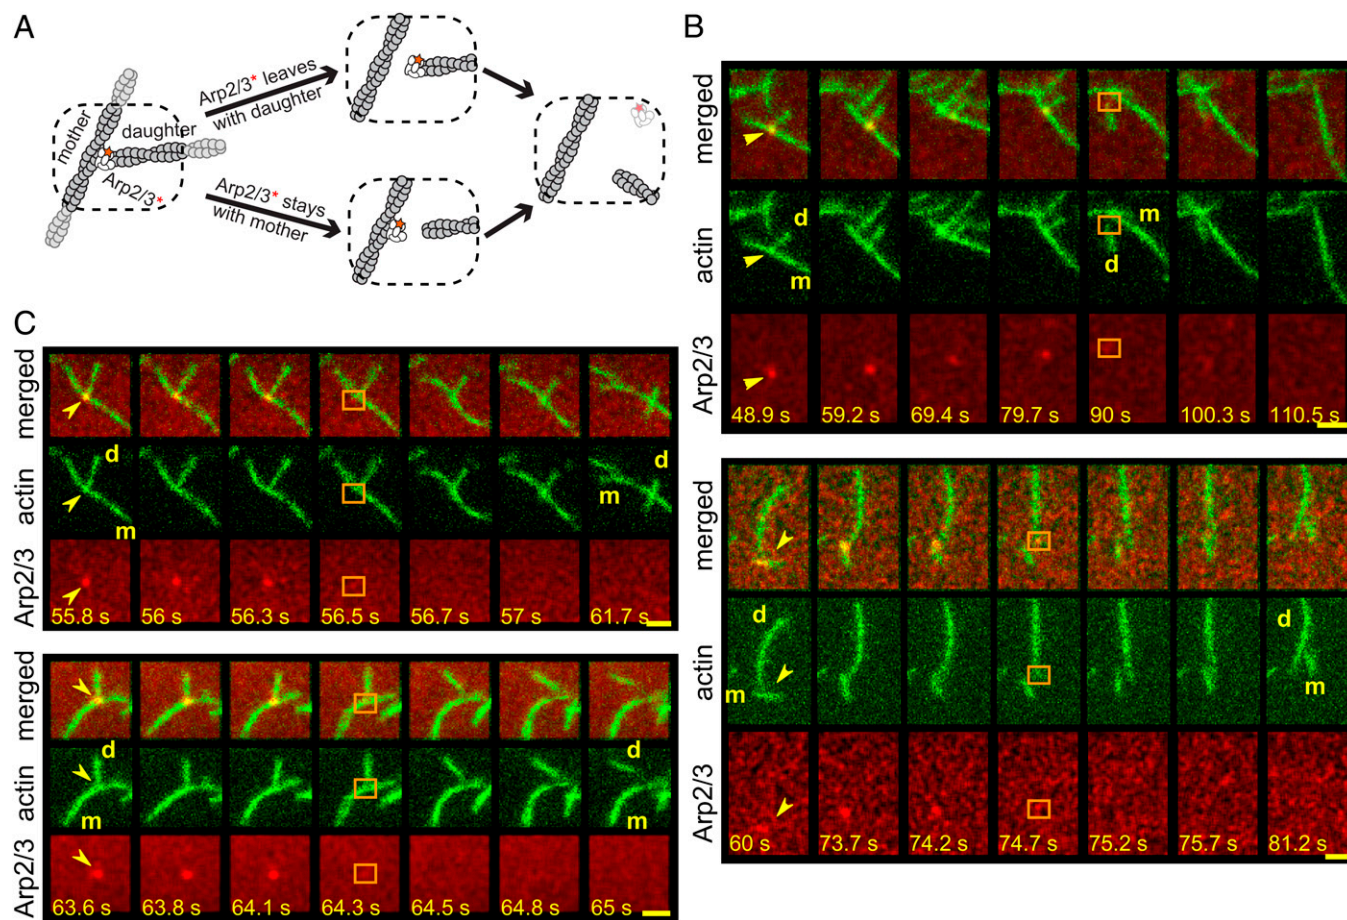 A
Arp2/3* leaves
with daughter
mother
daughter
Arp2/3*
Arp2/3* stays
with mother
B
merged
actin
Arp2/3
d
m
m
d
48.9 s 59.2 s 69.4 s 79.7 s 90 s 100.3 s 110.5 s
merged
actin
Arp2/3
d
m
d
m
60 s 73.7 s 74.2 s 74.7 s 75.2 s 75.7 s 81.2 s
C
merged
actin
Arp2/3
d
m
d
m
55.8 s 56 s 56.3 s 56.5 s 56.7 s 57 s 61.7 s
merged
actin
Arp2/3
d
m
d
m
63.6 s 63.8 s 64.1 s 64.3 s 64.5 s 64.8 s 65 s